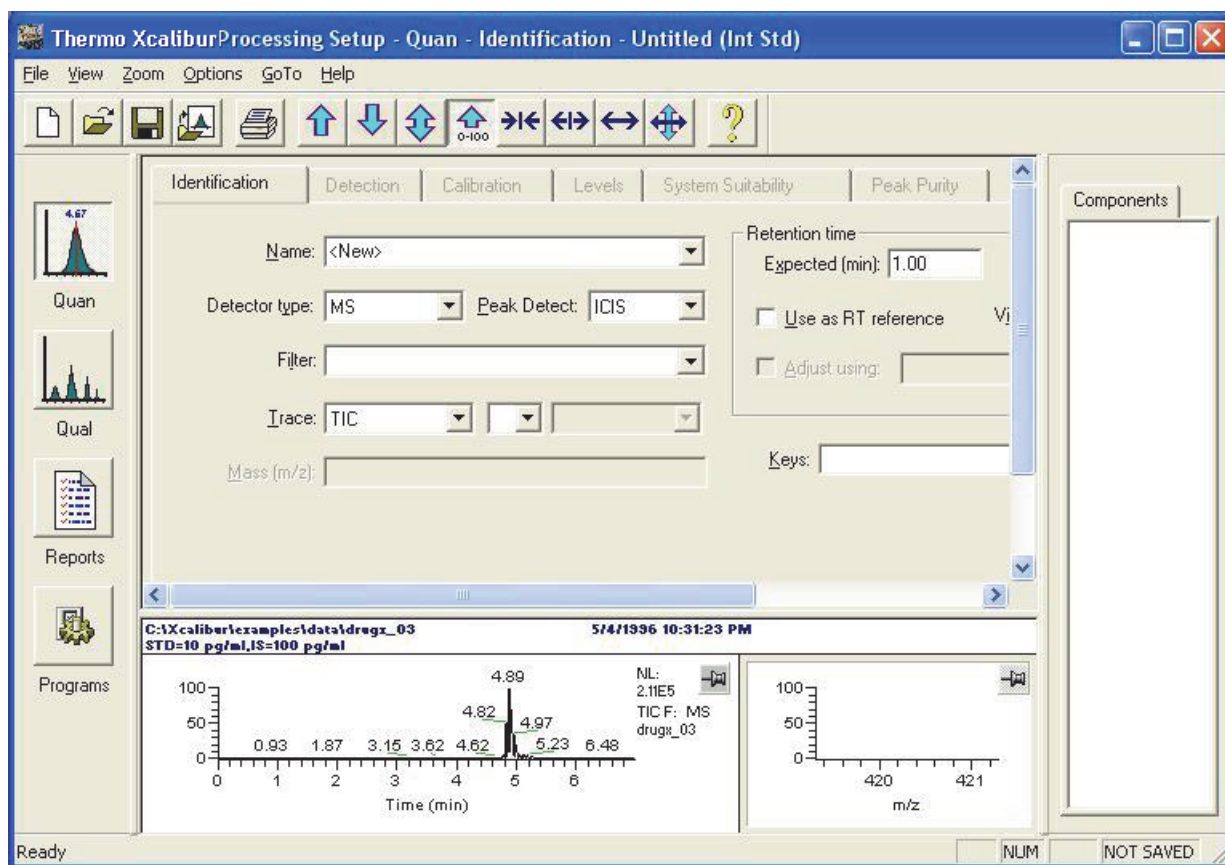 Thermo XcaliburProcessing Setup - Quan - Identification - Untitled (Int Std)
File View Zoom Options GoTo Help
0-100
?
Identification Detection Calibration Levels System Suitability Peak Purity
Components
4.67
Quan
Qual
Reports
Programs
Name: <New>
Detector type: MS Peak Detect: ICIS
Filter:
Trace: TIC
Mass (m/z):
Retention time
Expected (min): 1.00
Use as RT reference Vi
Adjust using:
Keys:
C:\Xcalibur\examples\data\drugx_03 5/4/1996 10:31:23 PM
STD=10 pg/ml,IS=100 pg/ml
100
50
0
4.89
4.82
4.97
0.93 1.87 3.15 3.62 4.62 5.23 6.48
0 1 2 3 4 5 6
Time (min)
NL:
2.11E5
TIC F: MS
drugx_03
100
50
0
420 421
m/z
Ready NUM NOT SAVED